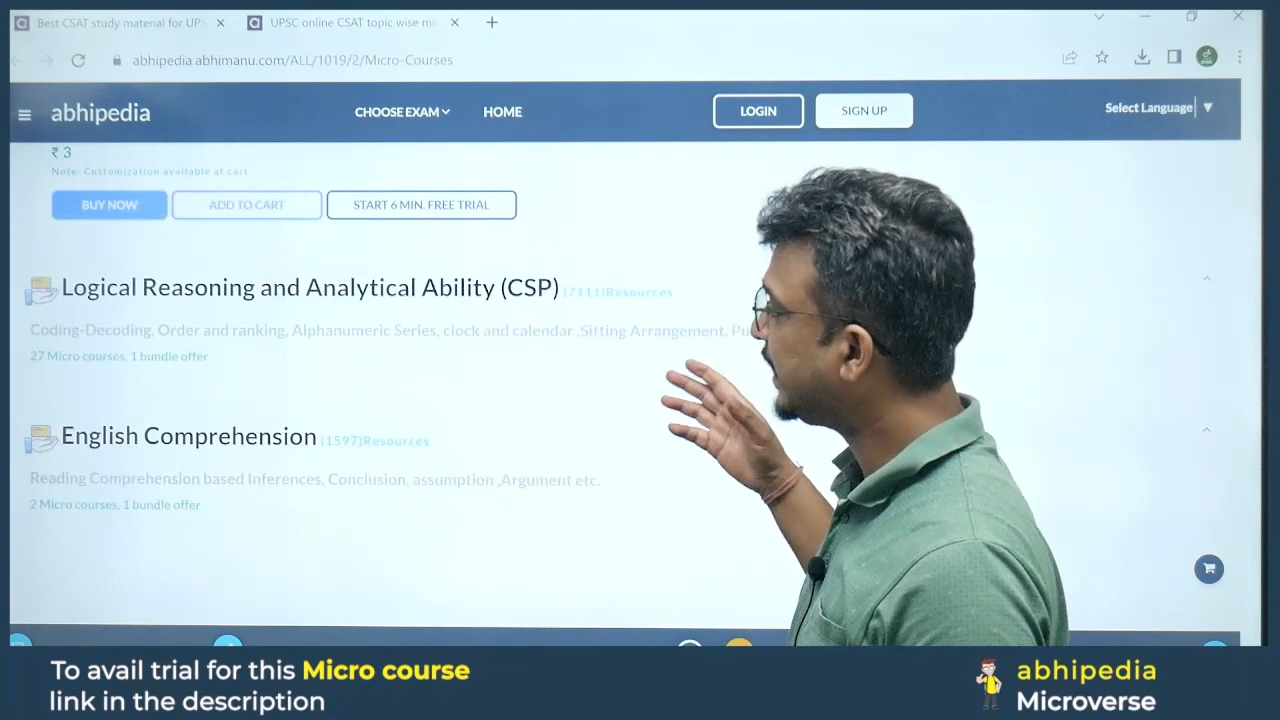 Best CSAT study material for UPS
UPSC online CSAT topic wise mi
abhipedia.abhimanu.com/ALL/1019/2/Micro-Courses
abhipedia
CHOOSE EXAM
HOME
LOGIN
SIGN UP
Select Language
₹ 3
Note: Customization available at cart
BUY NOW
ADD TO CART
START 6 MIN. FREE TRIAL
Logical Reasoning and Analytical Ability (CSP) (7111)Resources
Coding-Decoding, Order and ranking, Alphanumeric Series, clock and calendar ,Sitting Arrangement, Pu
27 Micro courses, 1 bundle offer
English Comprehension (1597)Resources
Reading Comprehension based Inferences, Conclusion, assumption ,Argument etc.
2 Micro courses, 1 bundle offer
To avail trial for this Micro course
link in the description
abhipedia
Microverse